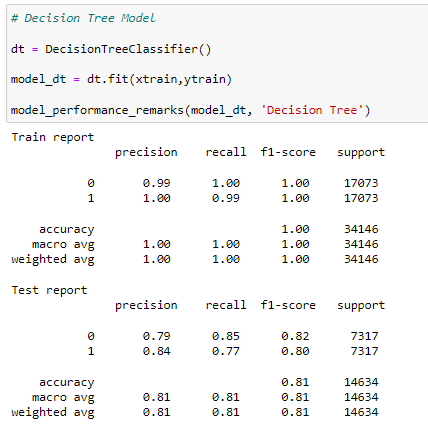 # Decision Tree Model
dt = DecisionTreeClassifier()
model_dt = dt.fit(xtrain,ytrain)
model_performance_remarks(model_dt, 'Decision Tree')
Train report
precision recall f1-score support
0 0.99 1.00 1.00 17073
1 1.00 0.99 1.00 17073
accuracy 1.00 34146
macro avg 1.00 1.00 1.00 34146
weighted avg 1.00 1.00 1.00 34146
Test report
precision recall f1-score support
0 0.79 0.85 0.82 7317
1 0.84 0.77 0.80 7317
accuracy 0.81 14634
macro avg 0.81 0.81 0.81 14634
weighted avg 0.81 0.81 0.81 14634